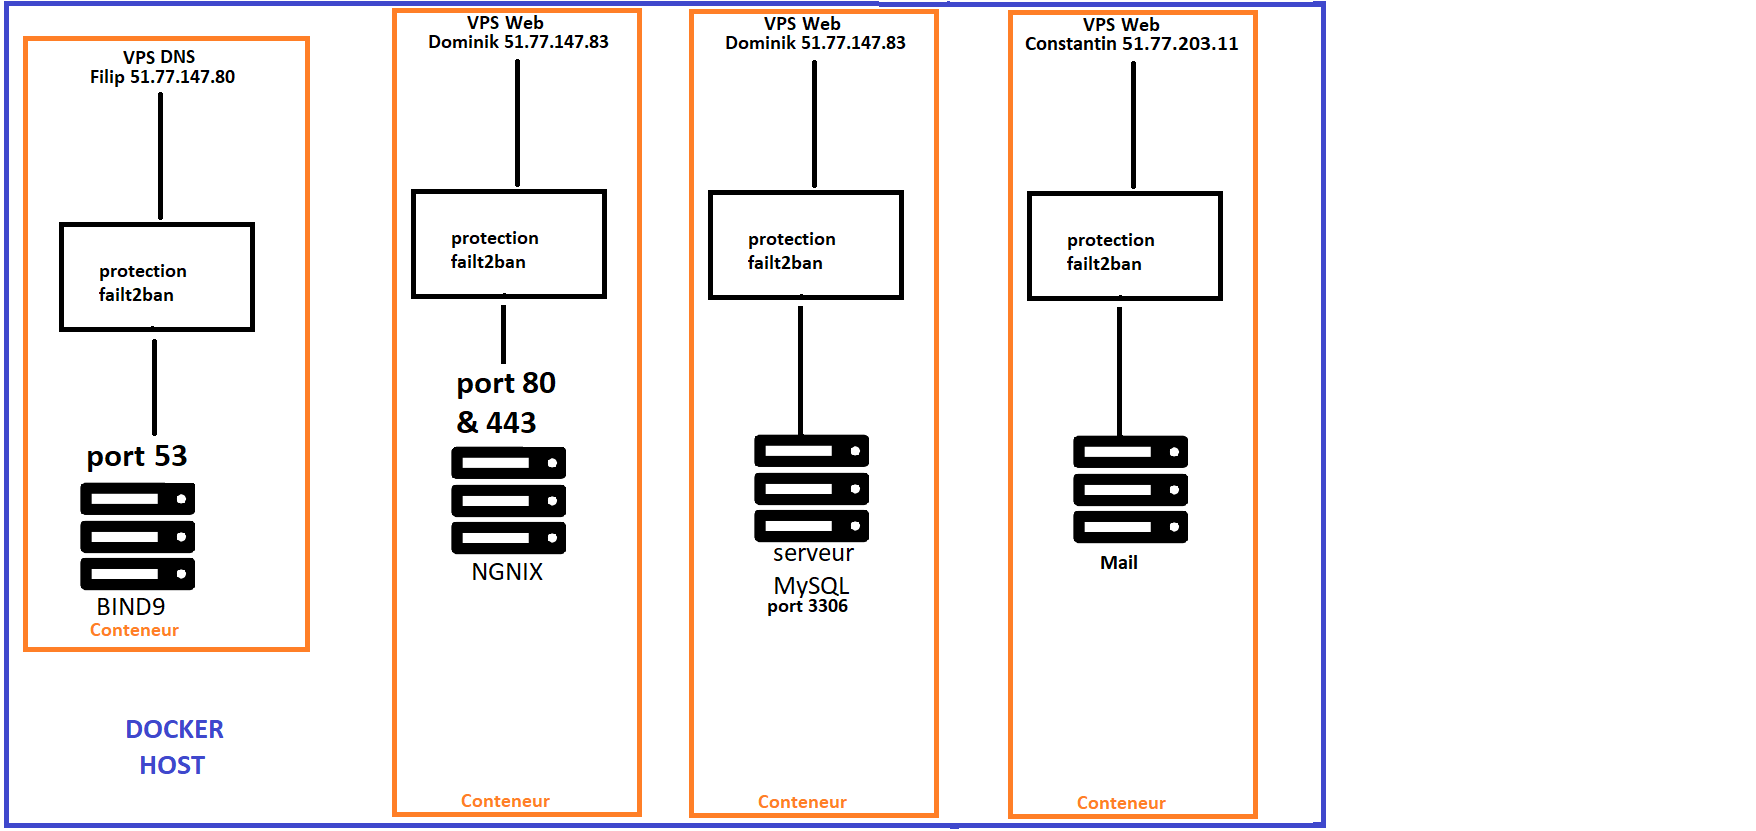 VPS DNS
Filip 51.77.147.80
protection
failt2ban
port 53
BIND9
Conteneur
DOCKER
HOST
VPS Web
Dominik 51.77.147.83
protection
failt2ban
port 80
& 443
NGNIX
Conteneur
VPS Web
Dominik 51.77.147.83
protection
failt2ban
serveur
MySQL
port 3306
Conteneur
VPS Web
Constantin 51.77.203.11
protection
failt2ban
Mail
Conteneur